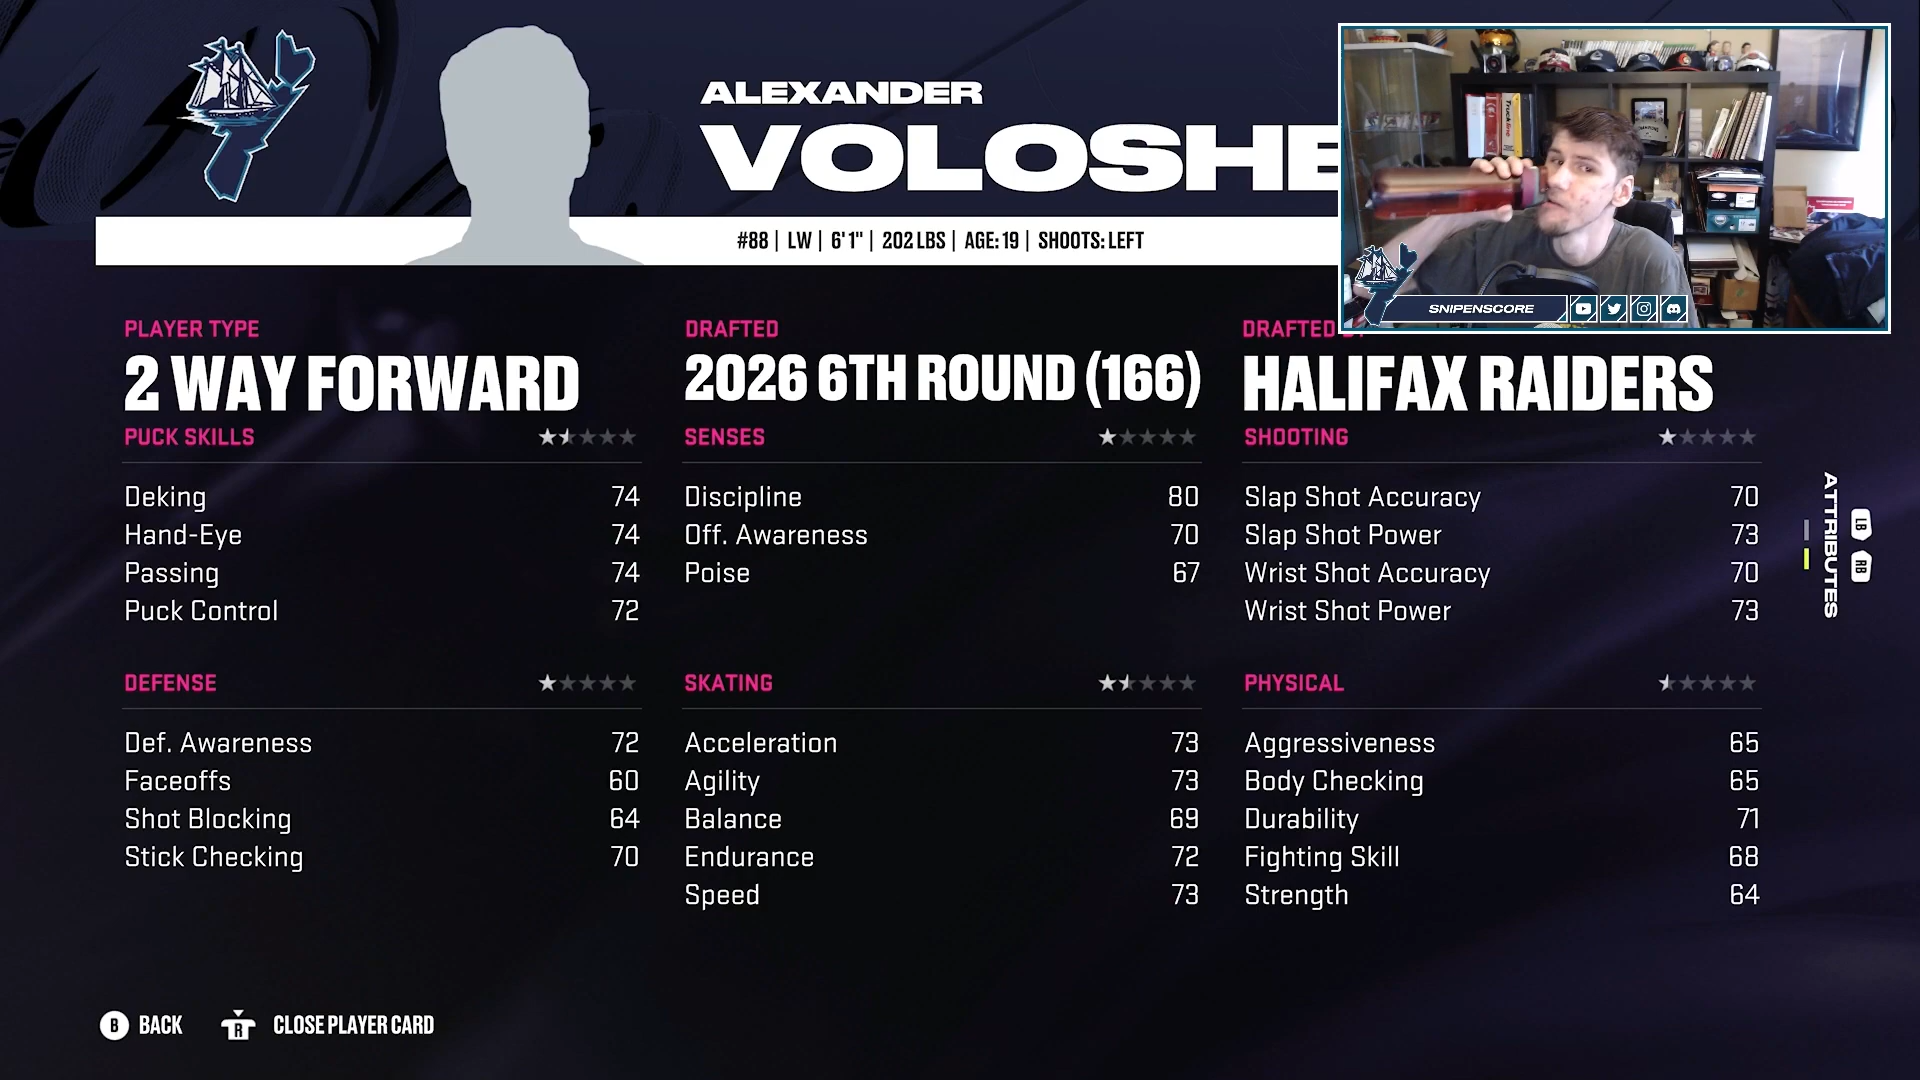 ALEXANDER
VOLOSHE
#88 | LW | 6'1" | 202 LBS | AGE: 19 | SHOOTS: LEFT
SNIPENSCORE
PLAYER TYPE
2 WAY FORWARD
DRAFTED
2026 6TH ROUND (166)
DRAFTED
HALIFAX RAIDERS
PUCK SKILLS
Deking 74
Hand-Eye 74
Passing 74
Puck Control 72
SENSES
Discipline 80
Off. Awareness 70
Poise 67
SHOOTING
Slap Shot Accuracy 70
Slap Shot Power 73
Wrist Shot Accuracy 70
Wrist Shot Power 73
DEFENSE
Def. Awareness 72
Faceoffs 60
Shot Blocking 64
Stick Checking 70
SKATING
Acceleration 73
Agility 73
Balance 69
Endurance 72
Speed 73
PHYSICAL
Aggressiveness 65
Body Checking 65
Durability 71
Fighting Skill 68
Strength 64
ATTRIBUTES
LB RB
B BACK
R CLOSE PLAYER CARD